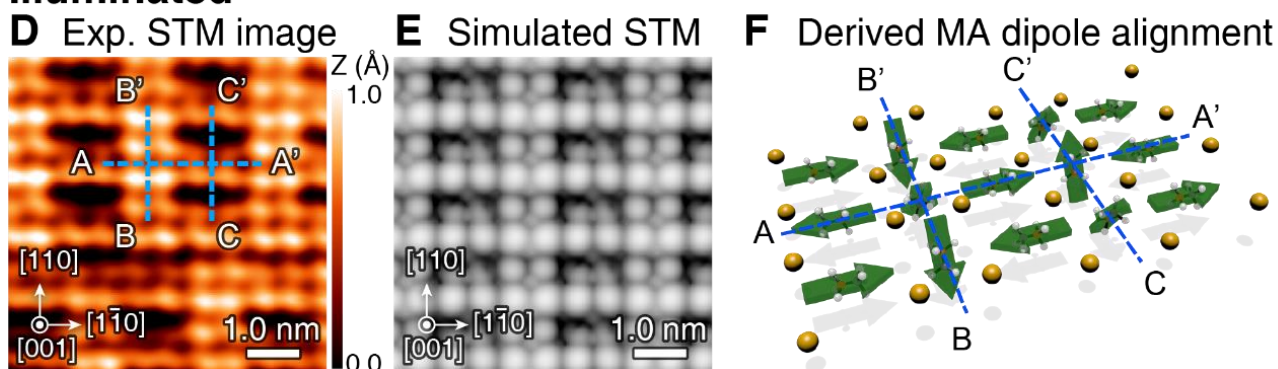 Illuminated
D Exp. STM image
Z (Å)
1.0
0.0
B' C'
A A'
B C
[110]
[11̄0]
[001]
1.0 nm
E Simulated STM
[110]
[11̄0]
[001]
1.0 nm
F Derived MA dipole alignment
B' C'
A'
A
C
B